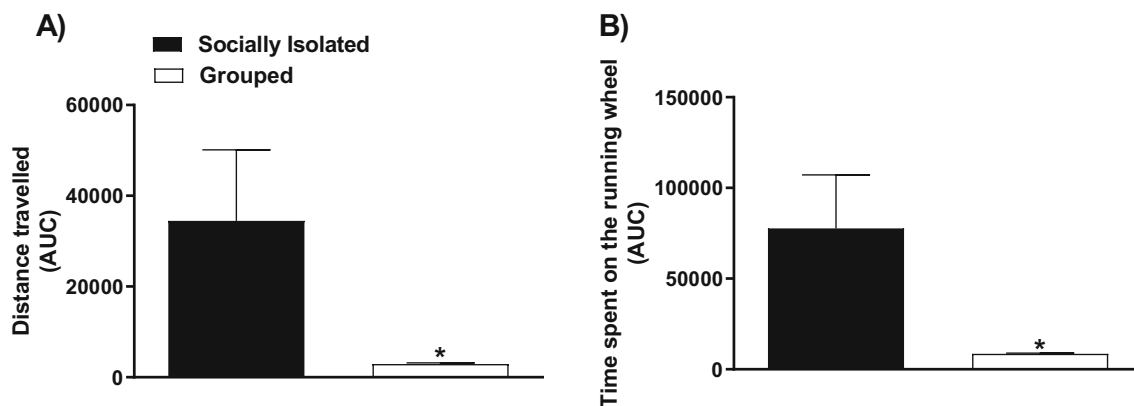 A)
Socially Isolated
Grouped
Distance travelled
(AUC)
60000
40000
20000
0
*
B)
Time spent on the running wheel
(AUC)
150000
100000
50000
0
*